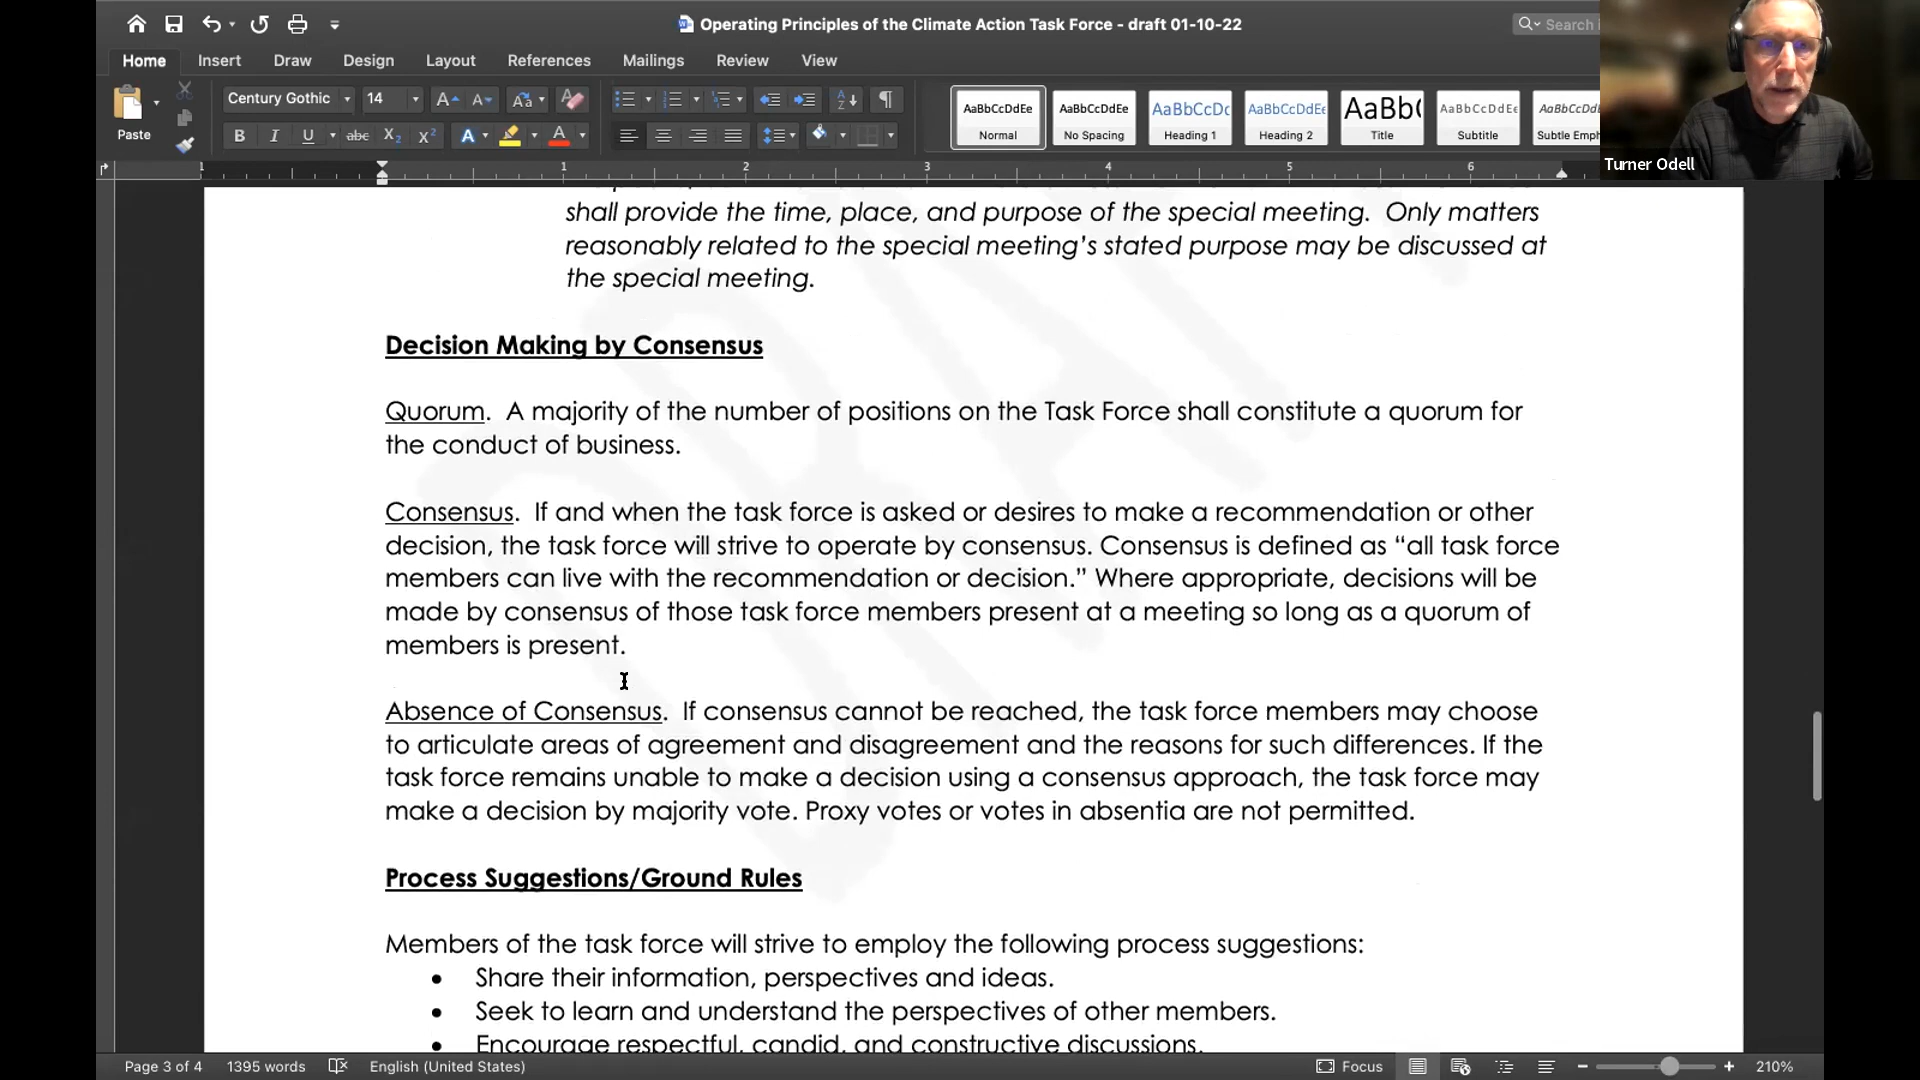 Operating Principles of the Climate Action Task Force - draft 01-10-22
Search
Home Insert Draw Design Layout References Mailings Review View
Paste
Century Gothic 14
AaBbCcDdEe AaBbCcDdEe AaBbCcDc AaBbCcDdEe AaBb( AaBbCcDdEe AaBbCcDd
Normal No Spacing Heading 1 Heading 2 Title Subtitle Subtle Emph
Turner Odell
1 1 2 3 4 5 6
shall provide the time, place, and purpose of the special meeting. Only matters
reasonably related to the special meeting’s stated purpose may be discussed at
the special meeting.
Decision Making by Consensus
Quorum. A majority of the number of positions on the Task Force shall constitute a quorum for
the conduct of business.
Consensus. If and when the task force is asked or desires to make a recommendation or other
decision, the task force will strive to operate by consensus. Consensus is defined as “all task force
members can live with the recommendation or decision.” Where appropriate, decisions will be
made by consensus of those task force members present at a meeting so long as a quorum of
members is present.
Absence of Consensus. If consensus cannot be reached, the task force members may choose
to articulate areas of agreement and disagreement and the reasons for such differences. If the
task force remains unable to make a decision using a consensus approach, the task force may
make a decision by majority vote. Proxy votes or votes in absentia are not permitted.
Process Suggestions/Ground Rules
Members of the task force will strive to employ the following process suggestions:
• Share their information, perspectives and ideas.
• Seek to learn and understand the perspectives of other members.
• Encourage respectful, candid, and constructive discussions.
Page 3 of 4 1395 words English (United States) Focus 210%